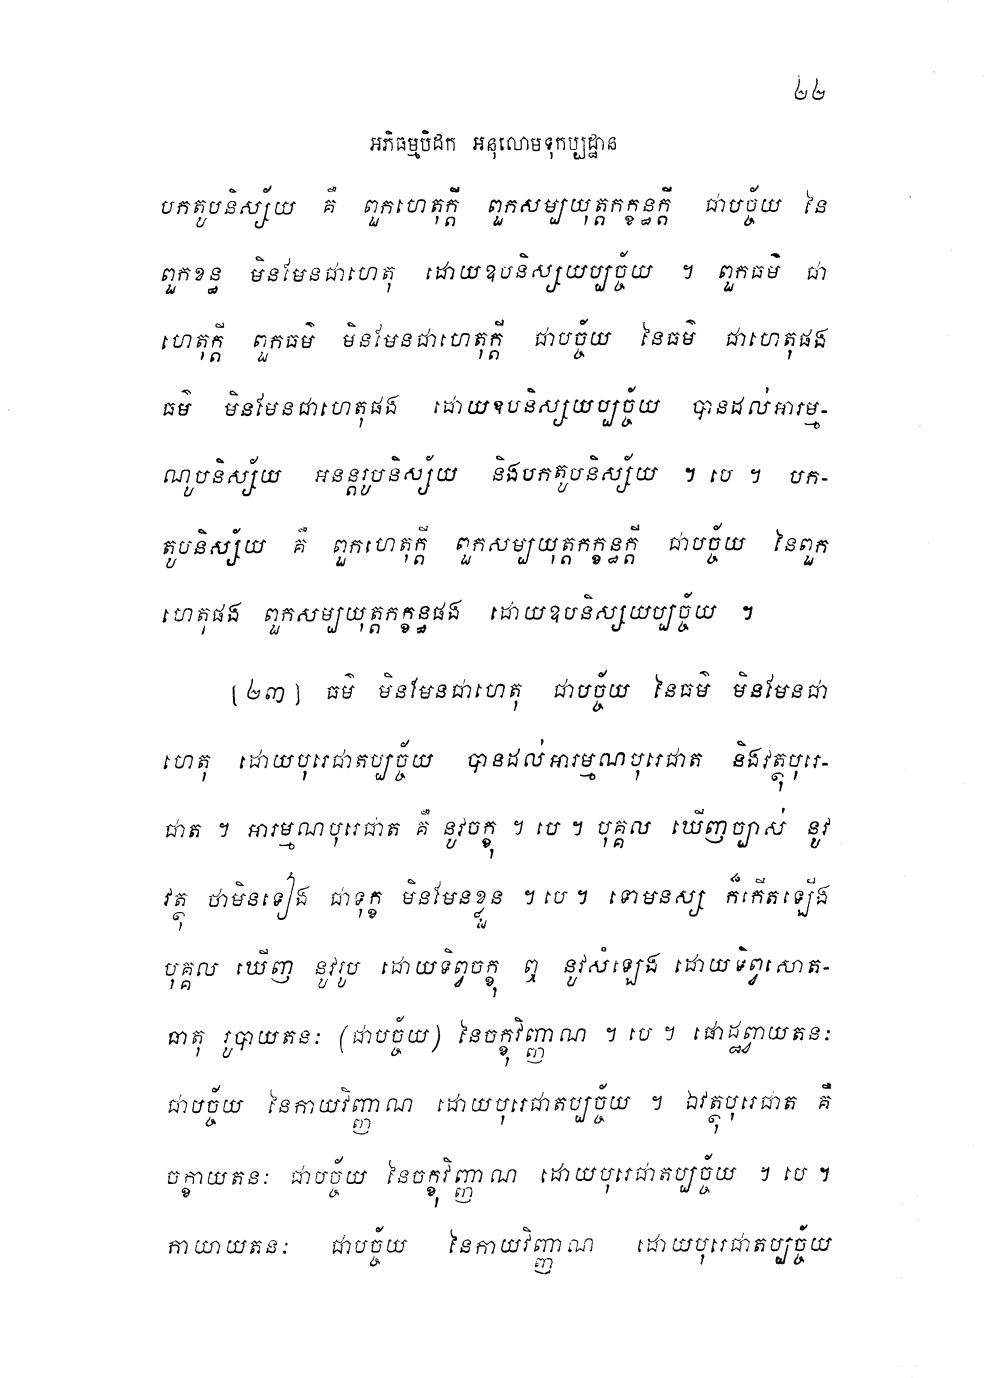 ២២
អភិធម្មបិដក អនុលោមទុកប្បដ្ឋាន
បកតូបនិស្ស័យ គឺ ពួកហេតុក្តី ពួកសម្បយុត្តកក្ខន្ធក្តី ជាបច្ច័យ នៃ
ពួកខន្ធ មិនមែនជាហេតុ ដោយឧបនិស្សយប្បច្ច័យ ។ ពួកធម៌ ជា
ហេតុក្តី ពួកធម៌ មិនមែនជាហេតុក្តី ជាបច្ច័យ នៃធម៌ ជាហេតុផង
ធម៌ មិនមែនជាហេតុផង ដោយឧបនិស្សយប្បច្ច័យ បានដល់អារម្ម-
ណូបនិស្ស័យ អនន្តរូបនិស្ស័យ និងបកតូបនិស្ស័យ ។ បេ ។ បក-
តូបនិស្ស័យ គឺ ពួកហេតុក្តី ពួកសម្បយុត្តកក្ខន្ធក្តី ជាបច្ច័យ នៃពួក
ហេតុផង ពួកសម្បយុត្តកក្ខន្ធផង ដោយឧបនិស្សយប្បច្ច័យ ។
[២៣] ធម៌ មិនមែនជាហេតុ ជាបច្ច័យ នៃធម៌ មិនមែនជា
ហេតុ ដោយបុរេជាតប្បច្ច័យ បានដល់អារម្មណបុរេជាត និងវត្ថុបុរេ-
ជាត ។ អារម្មណបុរេជាត គឺ នូវចក្ខុ ។ បេ ។ បុគ្គល ឃើញច្បាស់ នូវ
វត្ថុ ថាមិនទៀង ជាទុក្ខ មិនមែនខ្លួន ។ បេ ។ ទោមនស្ស ក៏កើតឡើង
បុគ្គល ឃើញ នូវរូប ដោយទិព្វចក្ខុ ឮ នូវសំឡេង ដោយទិព្វសោត-
ធាតុ រូបាយតនៈ (ជាបច្ច័យ) នៃចក្ខុវិញ្ញាណ ។ បេ ។ ផោដ្ឋព្វាយតនៈ
ជាបច្ច័យ នៃកាយវិញ្ញាណ ដោយបុរេជាតប្បច្ច័យ ។ ឯវត្ថុបុរេជាត គឺ
ចក្ខាយតនៈ ជាបច្ច័យ នៃចក្ខុវិញ្ញាណ ដោយបុរេជាតប្បច្ច័យ ។ បេ ។
កាយាយតនៈ ជាបច្ច័យ នៃកាយវិញ្ញាណ ដោយបុរេជាតប្បច្ច័យ